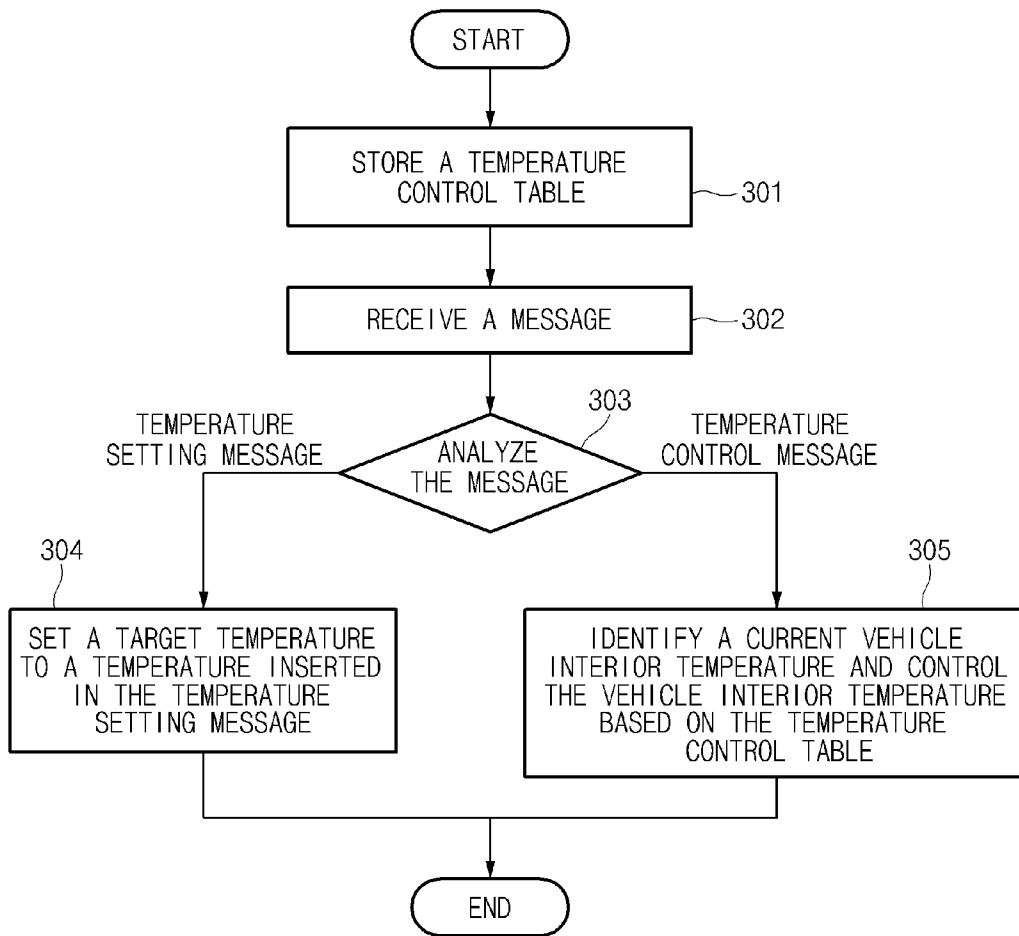 START
STORE A TEMPERATURE
CONTROL TABLE
301
RECEIVE A MESSAGE
302
303
TEMPERATURE
SETTING MESSAGE
ANALYZE
THE MESSAGE
TEMPERATURE
CONTROL MESSAGE
304
SET A TARGET TEMPERATURE
TO A TEMPERATURE INSERTED
IN THE TEMPERATURE
SETTING MESSAGE
305
IDENTIFY A CURRENT VEHICLE
INTERIOR TEMPERATURE AND CONTROL
THE VEHICLE INTERIOR TEMPERATURE
BASED ON THE TEMPERATURE
CONTROL TABLE
END